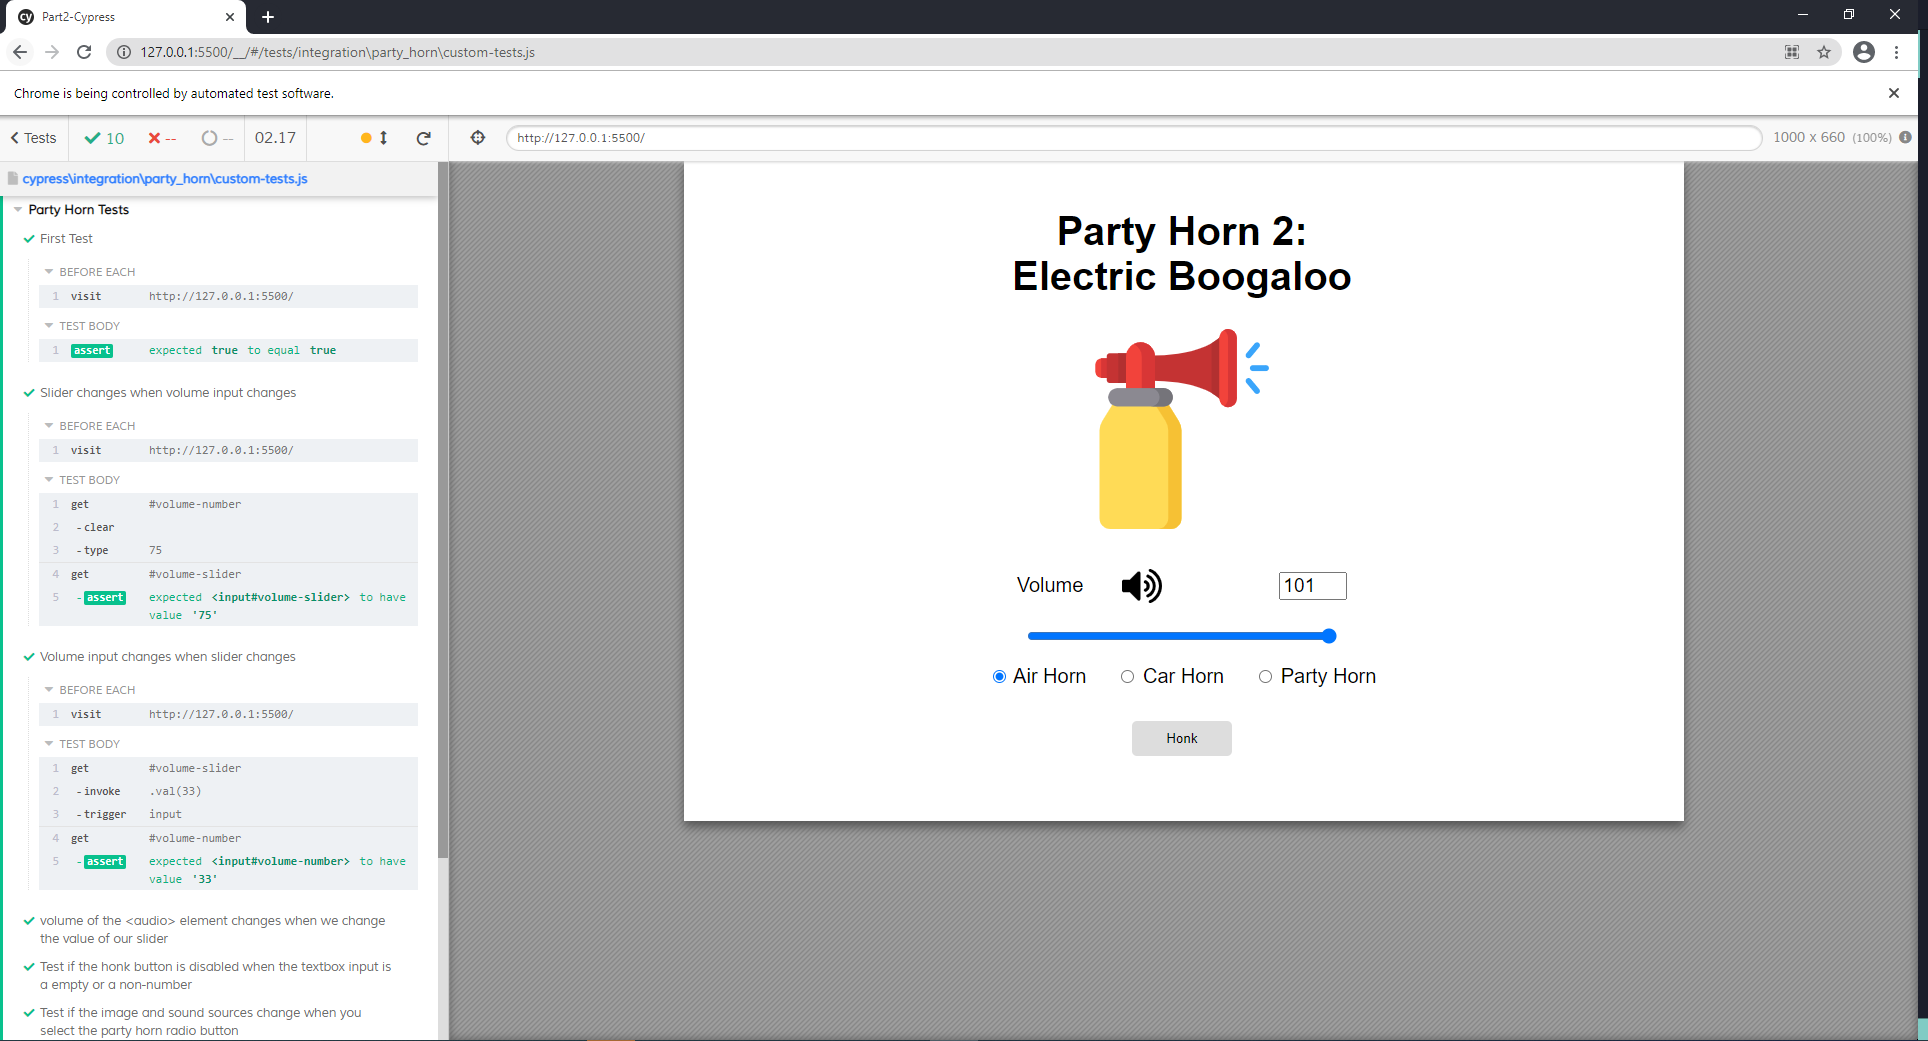 Part2-Cypress
127.0.0.1:5500/__/#/tests/integration\party_horn\custom-tests.js
Chrome is being controlled by automated test software.
Tests
10
--
--
02.17
http://127.0.0.1:5500/
1000 x 660 (100%)
cypress\integration\party_horn\custom-tests.js
Party Horn Tests
First Test
BEFORE EACH
1 visit http://127.0.0.1:5500/
TEST BODY
1 assert expected true to equal true
Slider changes when volume input changes
BEFORE EACH
1 visit http://127.0.0.1:5500/
TEST BODY
1 get #volume-number
2 -clear
3 -type 75
4 get #volume-slider
5 -assert expected <input#volume-slider> to have
value '75'
Volume input changes when slider changes
BEFORE EACH
1 visit http://127.0.0.1:5500/
TEST BODY
1 get #volume-slider
2 -invoke .val(33)
3 -trigger input
4 get #volume-number
5 -assert expected <input#volume-number> to have
value '33'
volume of the <audio> element changes when we change
the value of our slider
Test if the honk button is disabled when the textbox input is
a empty or a non-number
Test if the image and sound sources change when you
select the party horn radio button
Party Horn 2:
Electric Boogaloo
Volume
101
Air Horn
Car Horn
Party Horn
Honk